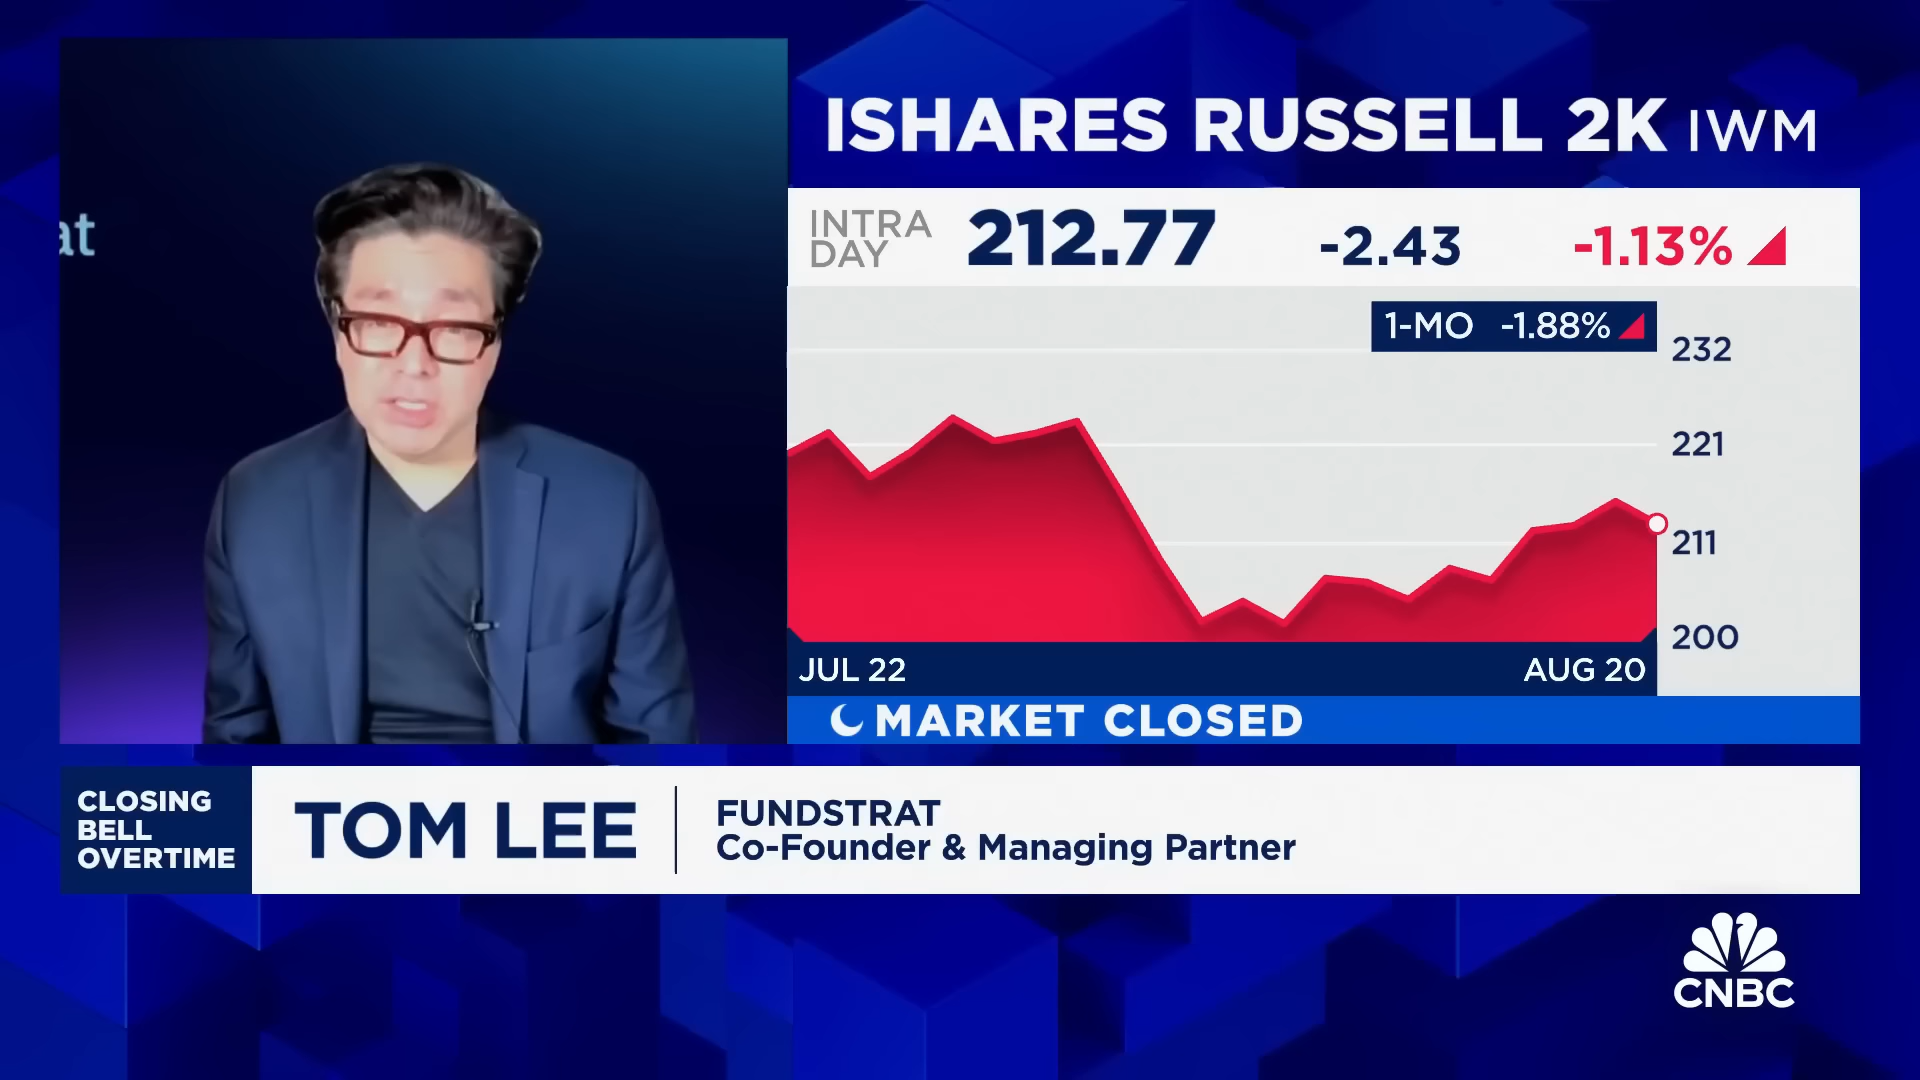 at
ISHARES RUSSELL 2K IWM
INTRA
DAY
212.77 -2.43 -1.13%
1-MO -1.88%
232
221
211
200
JUL 22 AUG 20
MARKET CLOSED
CLOSING
BELL
OVERTIME
TOM LEE
FUNDSTRAT
Co-Founder & Managing Partner
CNBC